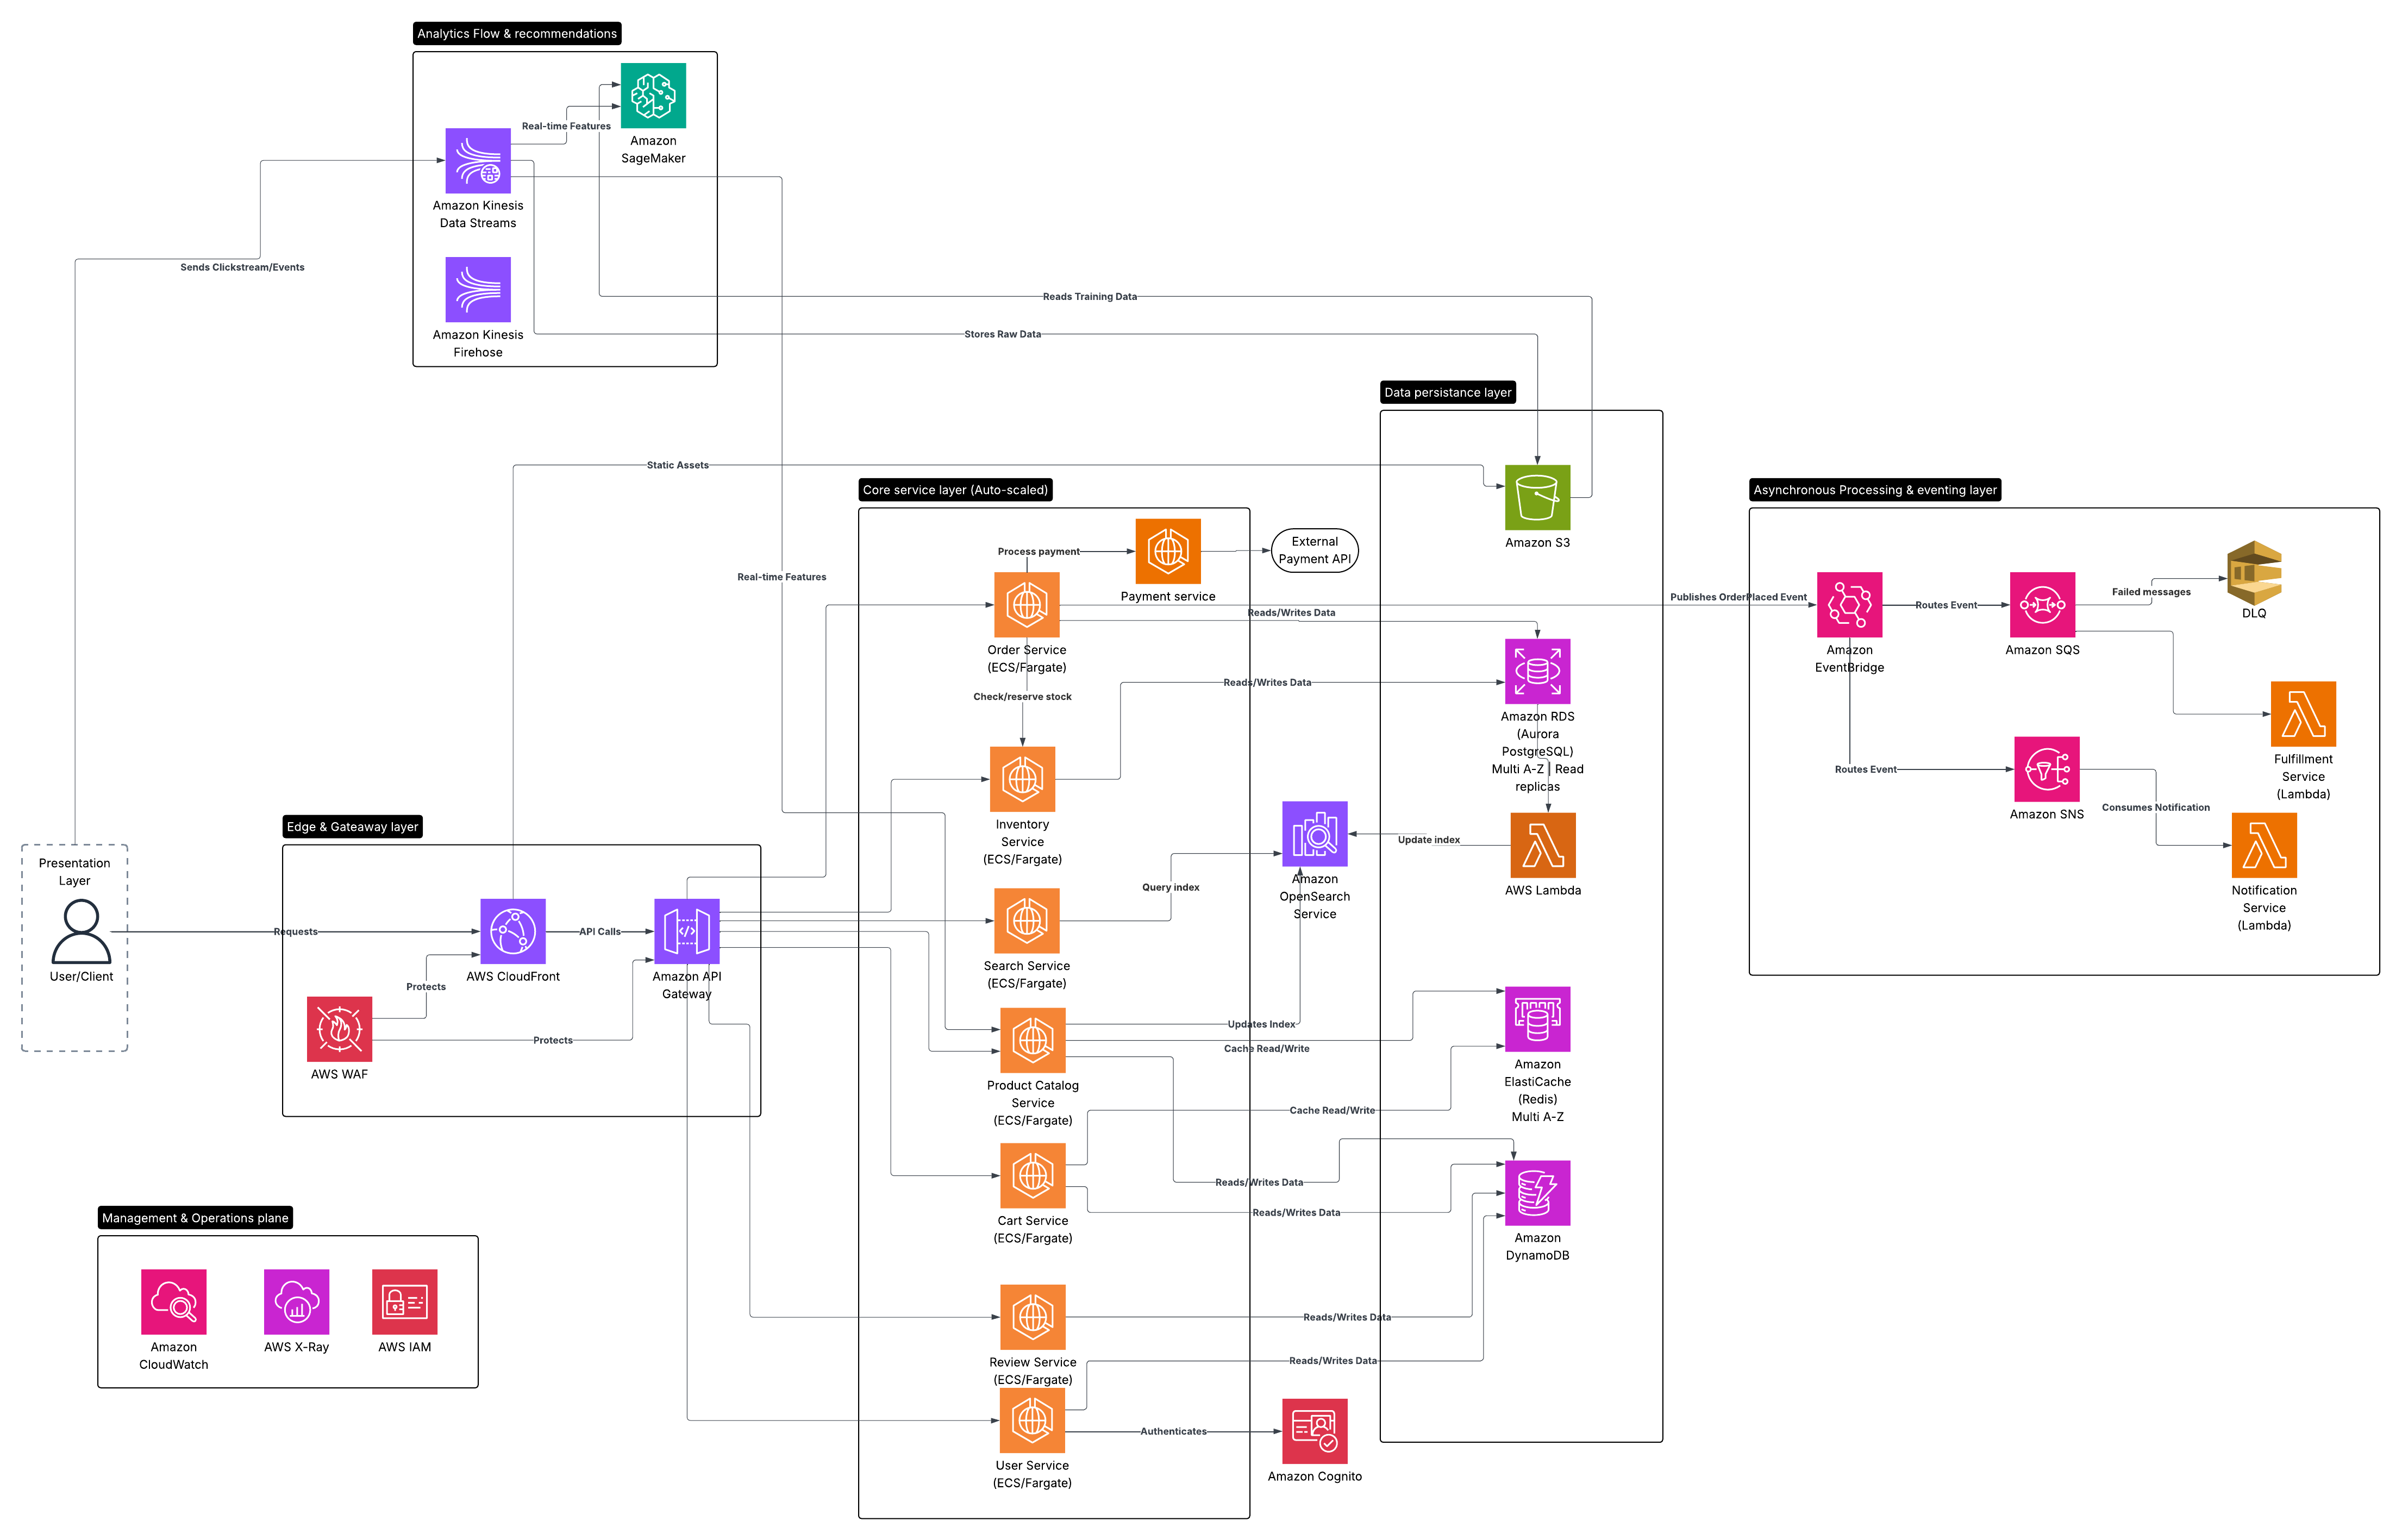 Analytics Flow & recommendations
Real-time Features
Amazon
SageMaker
Amazon Kinesis
Data Streams
Sends Clickstream/Events
Amazon Kinesis
Firehose
Reads Training Data
Stores Raw Data
Data persistance layer
Static Assets
Core service layer (Auto-scaled)
Asynchronous Processing & eventing layer
Process payment
External
Payment API
Amazon S3
Real-time Features
Payment service
Publishes OrderPlaced Event
Reads/Writes Data
Routes Event
Failed messages
DLQ
Order Service
(ECS/Fargate)
Amazon
EventBridge
Amazon SQS
Check/reserve stock
Reads/Writes Data
Amazon RDS
(Aurora
PostgreSQL)
Multi A-Z | Read
replicas
Routes Event
Fulfillment
Service
(Lambda)
Amazon SNS
Consumes Notification
Edge & Gateaway layer
Inventory
Service
(ECS/Fargate)
Update index
Presentation
Layer
Query index
Amazon
OpenSearch
Service
AWS Lambda
Notification
Service
(Lambda)
Requests
API Calls
User/Client
AWS CloudFront
Amazon API
Gateway
Search Service
(ECS/Fargate)
Protects
Protects
AWS WAF
Updates Index
Cache Read/Write
Amazon
ElastiCache
(Redis)
Multi A-Z
Product Catalog
Service
(ECS/Fargate)
Cache Read/Write
Reads/Writes Data
Reads/Writes Data
Cart Service
(ECS/Fargate)
Amazon
DynamoDB
Management & Operations plane
Amazon
CloudWatch
AWS X-Ray
AWS IAM
Reads/Writes Data
Review Service
(ECS/Fargate)
Reads/Writes Data
Authenticates
User Service
(ECS/Fargate)
Amazon Cognito